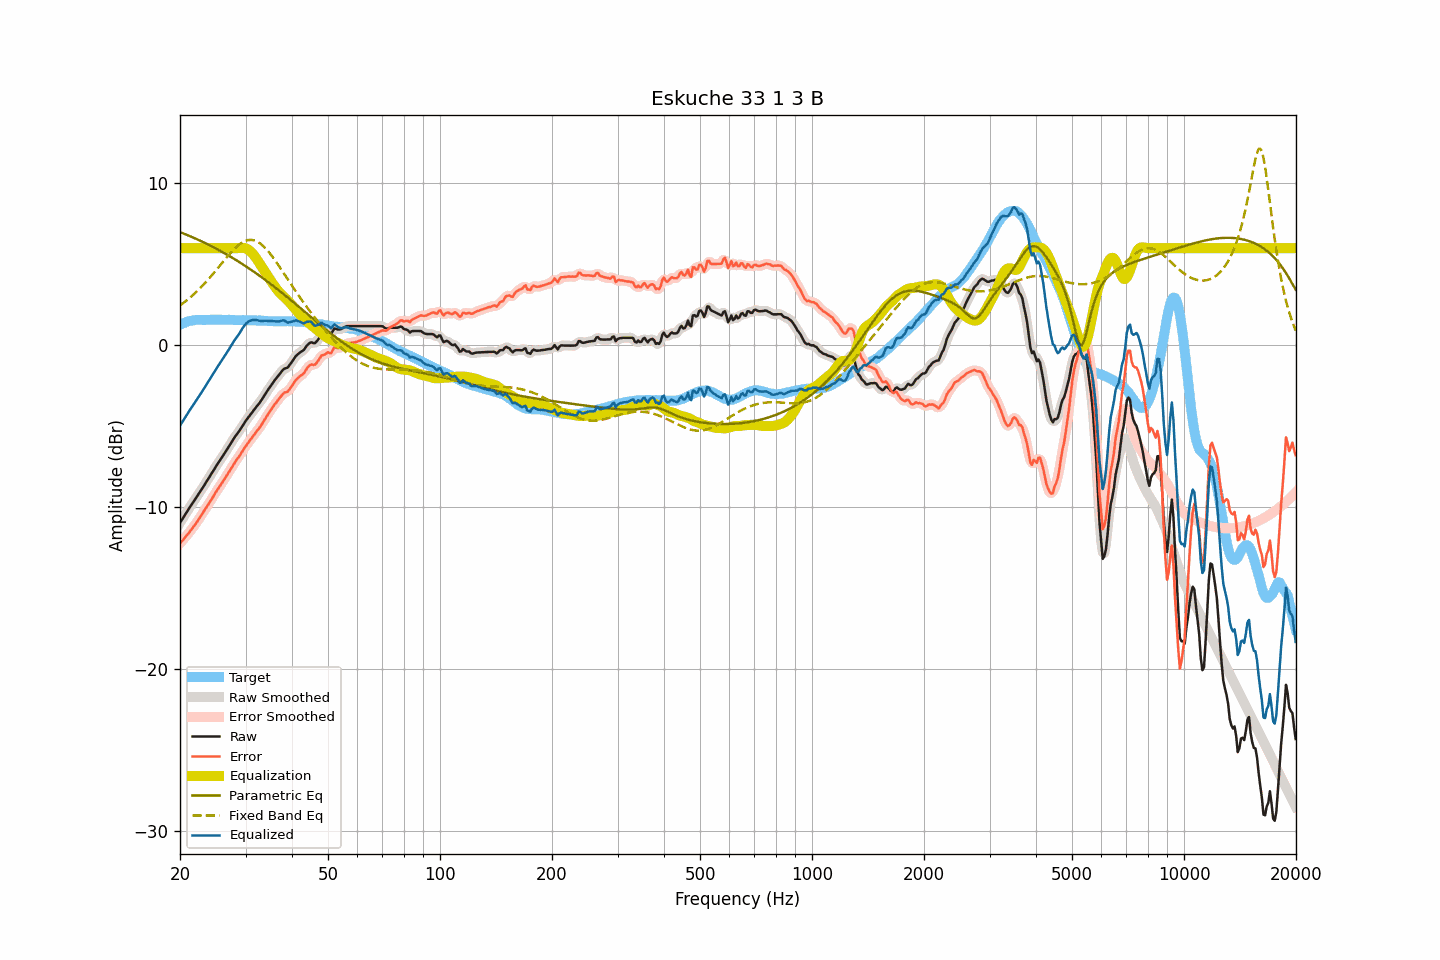 Eskuche 33 1 3 B
Amplitude (dBr)
10
0
−10
−20
−30
Target
Raw Smoothed
Error Smoothed
Raw
Error
Equalization
Parametric Eq
Fixed Band Eq
Equalized
20 50 100 200 500 1000 2000 5000 10000 20000
Frequency (Hz)